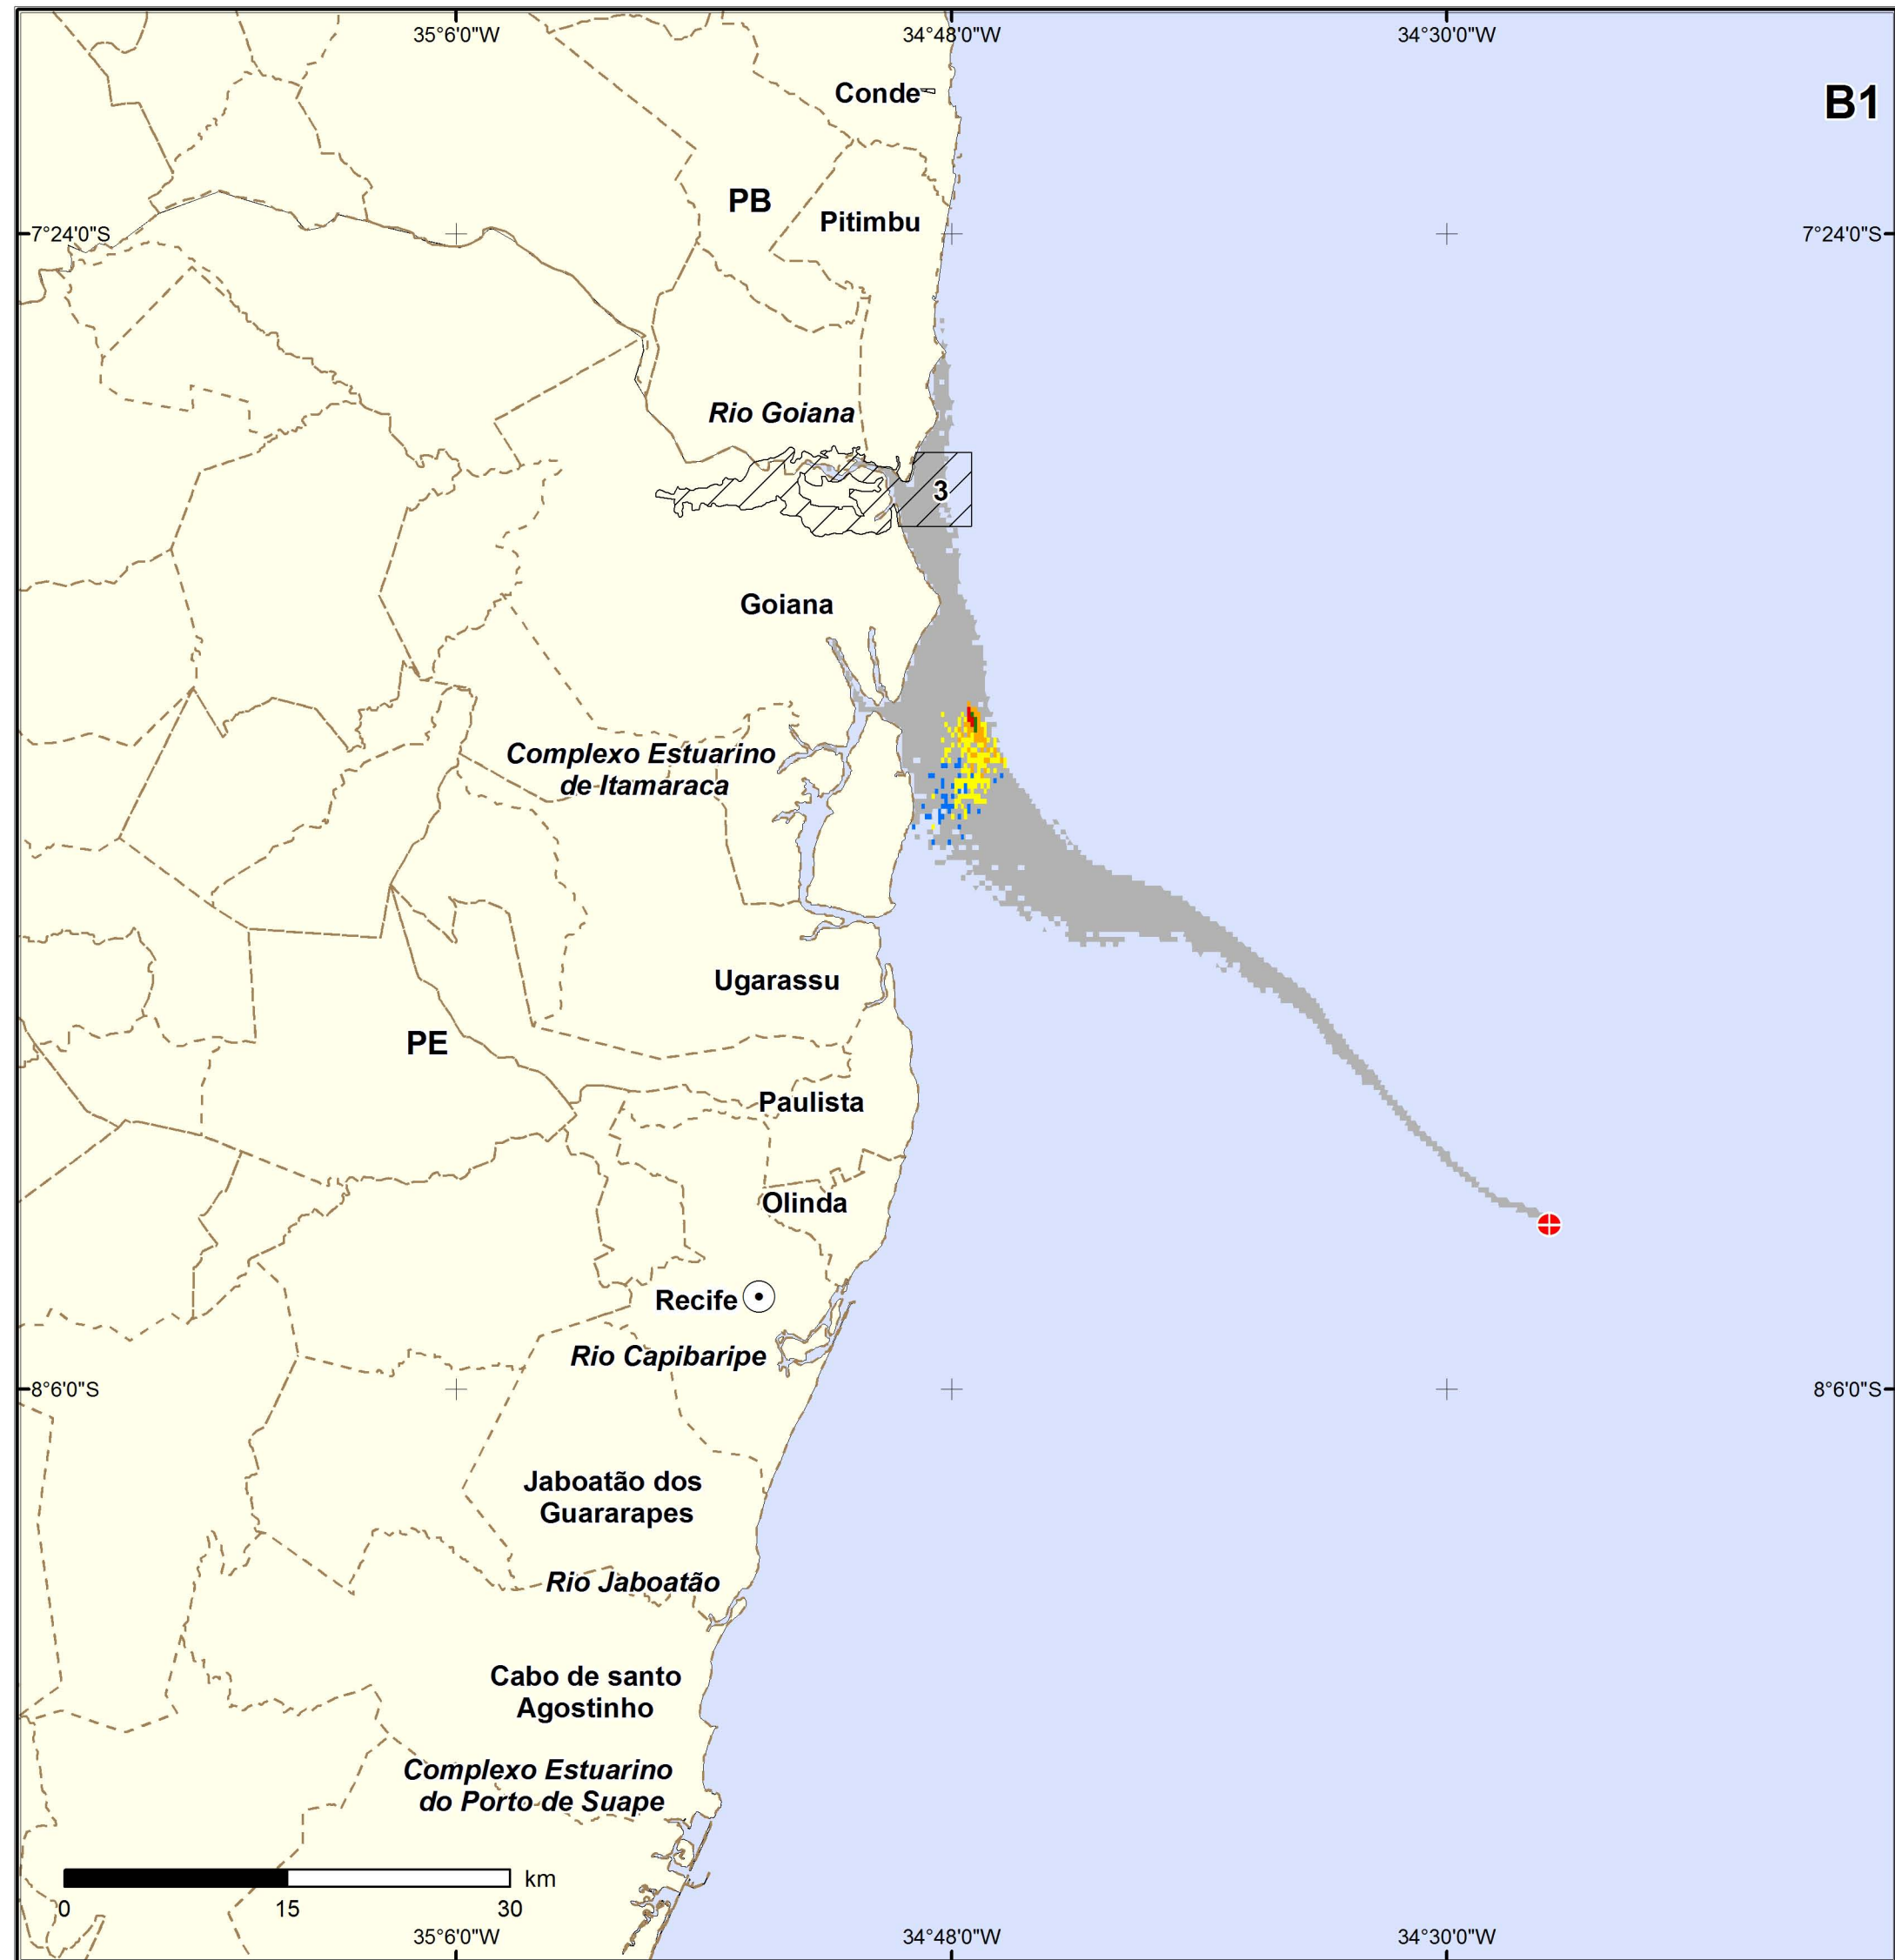 35°6'0"W
34°48'0"W
34°30'0"W
Conde
B1
PB
Pitimbu
7°24'0"S
7°24'0"S
Rio Goiana
3
Goiana
Complexo Estuarino
de Itamaraca
Ugarassu
PE
Paulista
Olinda
Recife
Rio Capibaripe
8°6'0"S
8°6'0"S
Jaboatão dos
Guararapes
Rio Jaboatão
Cabo de santo
Agostinho
Complexo Estuarino
do Porto de Suape
km
0
15
30
35°6'0"W
34°48'0"W
34°30'0"W